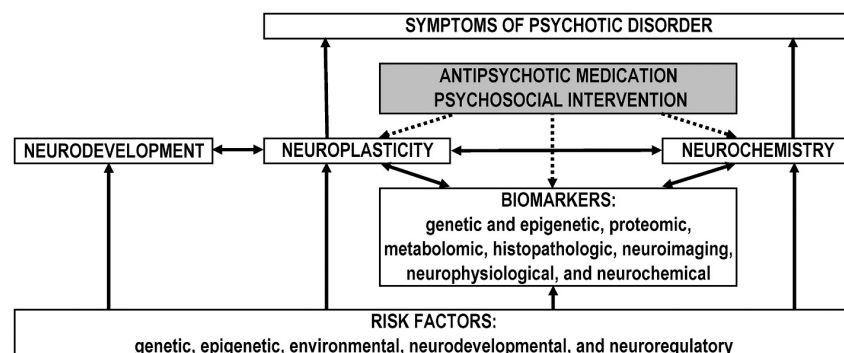 SYMPTOMS OF PSYCHOTIC DISORDER
ANTIPSYCHOTIC MEDICATION
PSYCHOSOCIAL INTERVENTION
NEURODEVELOPMENT
NEUROPLASTICITY
NEUROCHEMISTRY
BIOMARKERS:
genetic and epigenetic, proteomic,
metabolomic, histopathologic, neuroimaging,
neurophysiological, and neurochemical
RISK FACTORS:
genetic, epigenetic, environmental, neurodevelopmental, and neuroregulatory